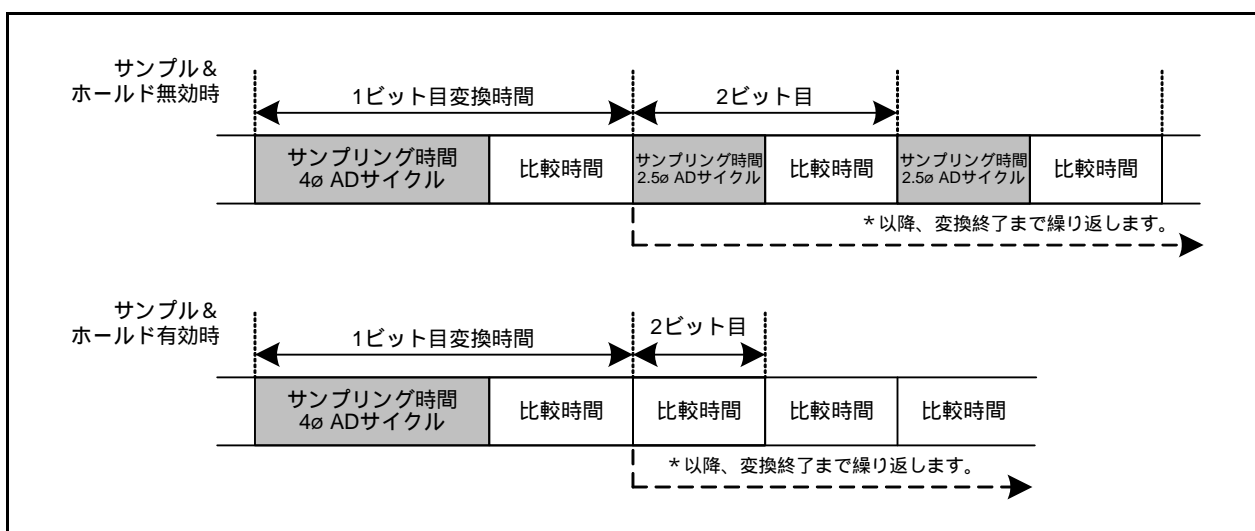 サンプル&
ホールド無効時
1ビット目変換時間
2ビット目
サンプリング時間
4ø ADサイクル
比較時間
サンプリング時間
2.5ø ADサイクル
比較時間
サンプリング時間
2.5ø ADサイクル
比較時間
*以降、変換終了まで繰り返します。
サンプル&
ホールド有効時
1ビット目変換時間
2ビット目
サンプリング時間
4ø ADサイクル
比較時間
比較時間
比較時間
比較時間
*以降、変換終了まで繰り返します。